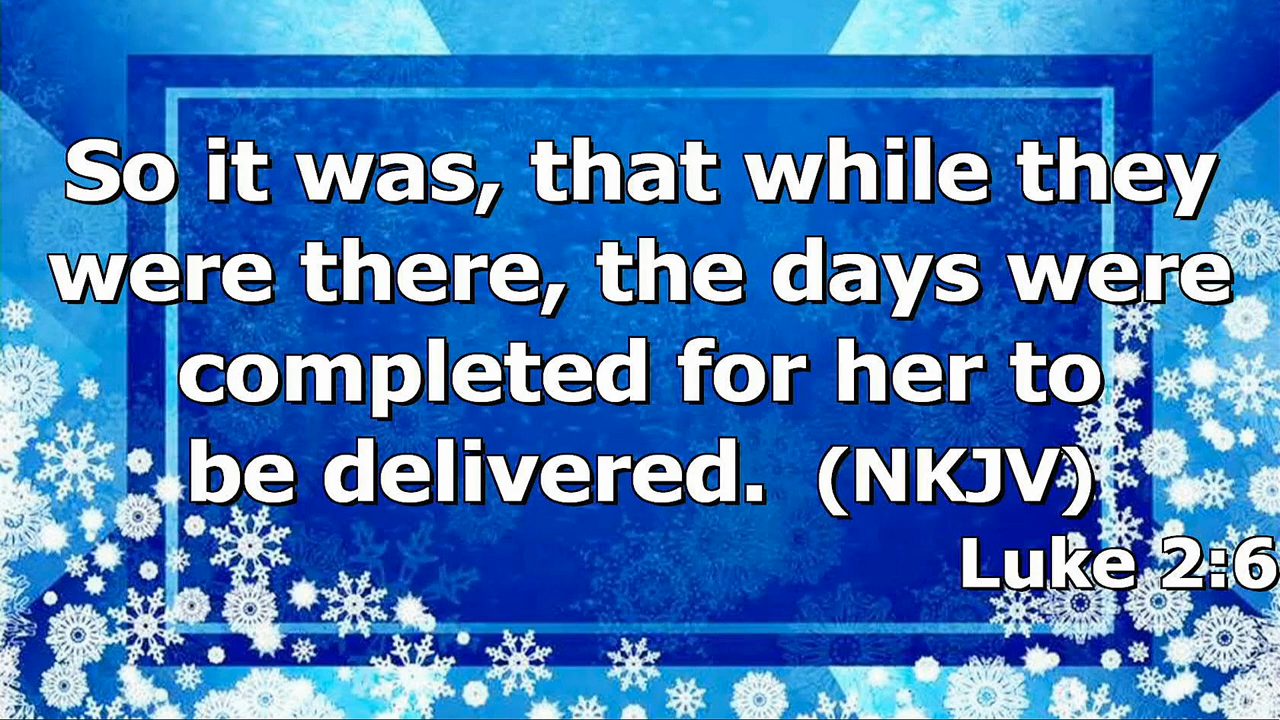 So it was, that while they
were there, the days were
completed for her to
be delivered. (NKJV)
Luke 2:6